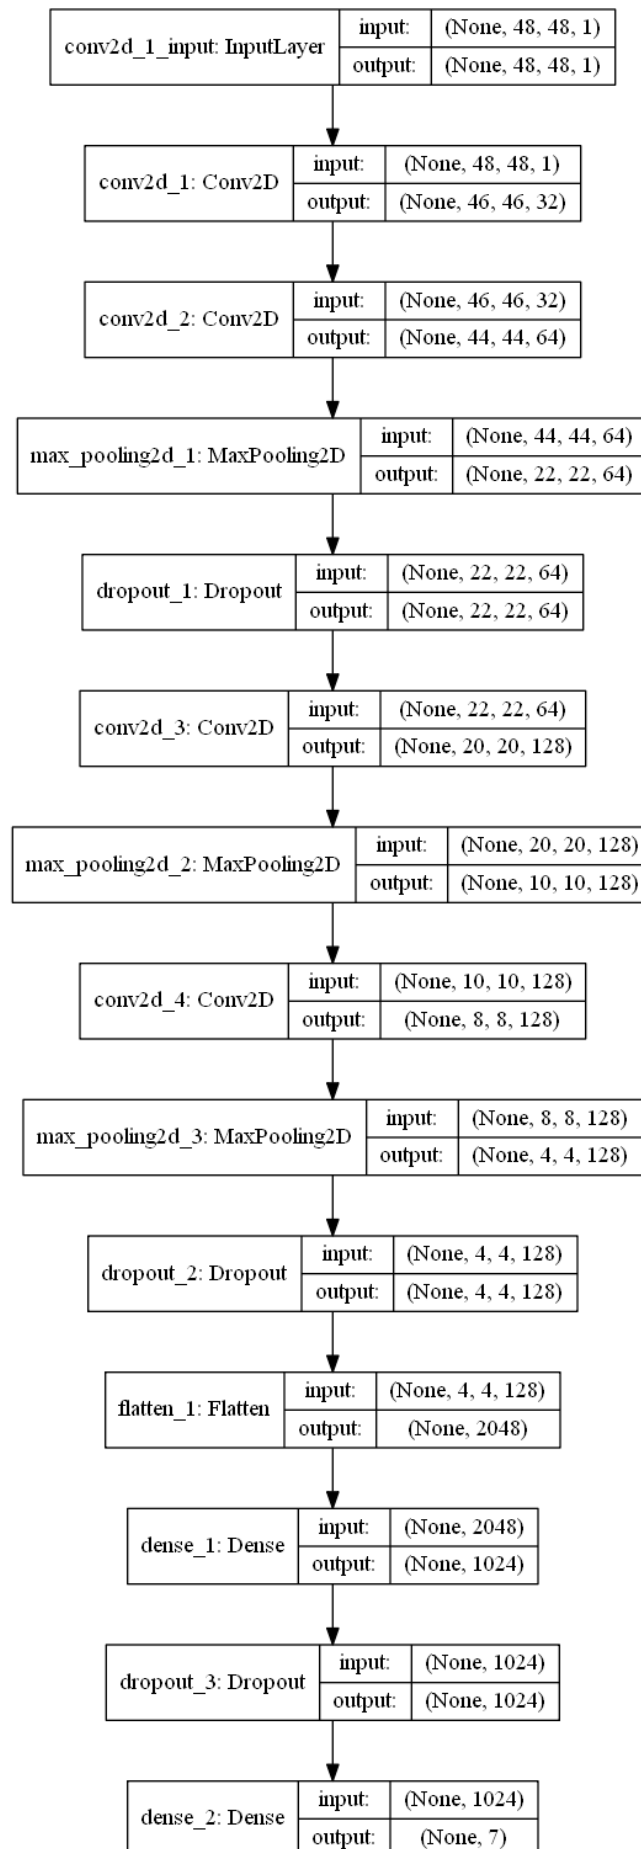 conv2d_1_input: InputLayer
input: (None, 48, 48, 1)
output: (None, 48, 48, 1)
conv2d_1: Conv2D
input: (None, 48, 48, 1)
output: (None, 46, 46, 32)
conv2d_2: Conv2D
input: (None, 46, 46, 32)
output: (None, 44, 44, 64)
max_pooling2d_1: MaxPooling2D
input: (None, 44, 44, 64)
output: (None, 22, 22, 64)
dropout_1: Dropout
input: (None, 22, 22, 64)
output: (None, 22, 22, 64)
conv2d_3: Conv2D
input: (None, 22, 22, 64)
output: (None, 20, 20, 128)
max_pooling2d_2: MaxPooling2D
input: (None, 20, 20, 128)
output: (None, 10, 10, 128)
conv2d_4: Conv2D
input: (None, 10, 10, 128)
output: (None, 8, 8, 128)
max_pooling2d_3: MaxPooling2D
input: (None, 8, 8, 128)
output: (None, 4, 4, 128)
dropout_2: Dropout
input: (None, 4, 4, 128)
output: (None, 4, 4, 128)
flatten_1: Flatten
input: (None, 4, 4, 128)
output: (None, 2048)
dense_1: Dense
input: (None, 2048)
output: (None, 1024)
dropout_3: Dropout
input: (None, 1024)
output: (None, 1024)
dense_2: Dense
input: (None, 1024)
output: (None, 7)